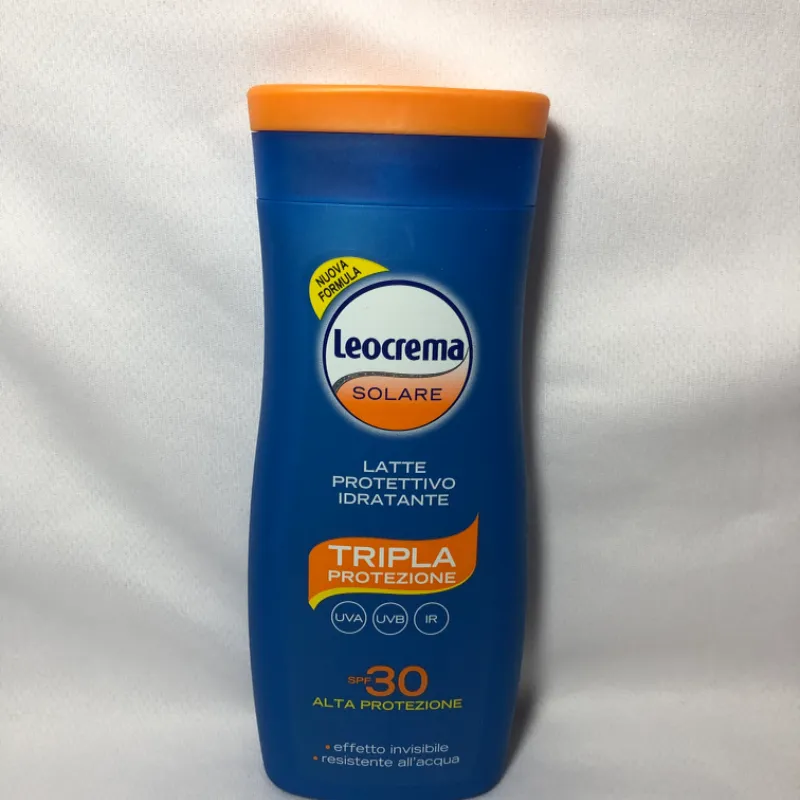 NUOVA
FORMULA
Leocrema
SOLARE
LATTE
PROTETTIVO
IDRATANTE
TRIPLA
PROTEZIONE
UVA UVB IR
SPF 30
ALTA PROTEZIONE
• effetto invisibile
• resistente all'acqua